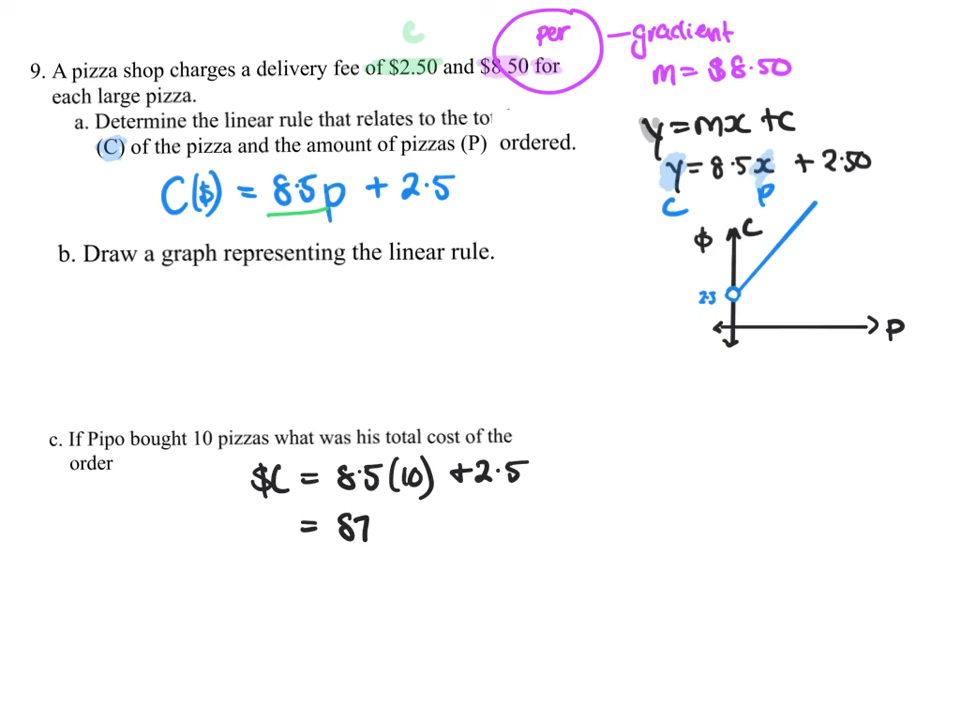 c
per – gradient
m = $8.50
9. A pizza shop charges a delivery fee of $2.50 and $8.50 for
each large pizza.
a. Determine the linear rule that relates to the
(C) of the pizza and the amount of pizzas (P) ordered.
C($) = 8.5p + 2.5
y = mx + c
y = 8.5x + 2.50
C P
$ C
2.5
P
b. Draw a graph representing the linear rule.
c. If Pipo bought 10 pizzas what was his total cost of the
order
$C = 8.5(10) + 2.5
= 87